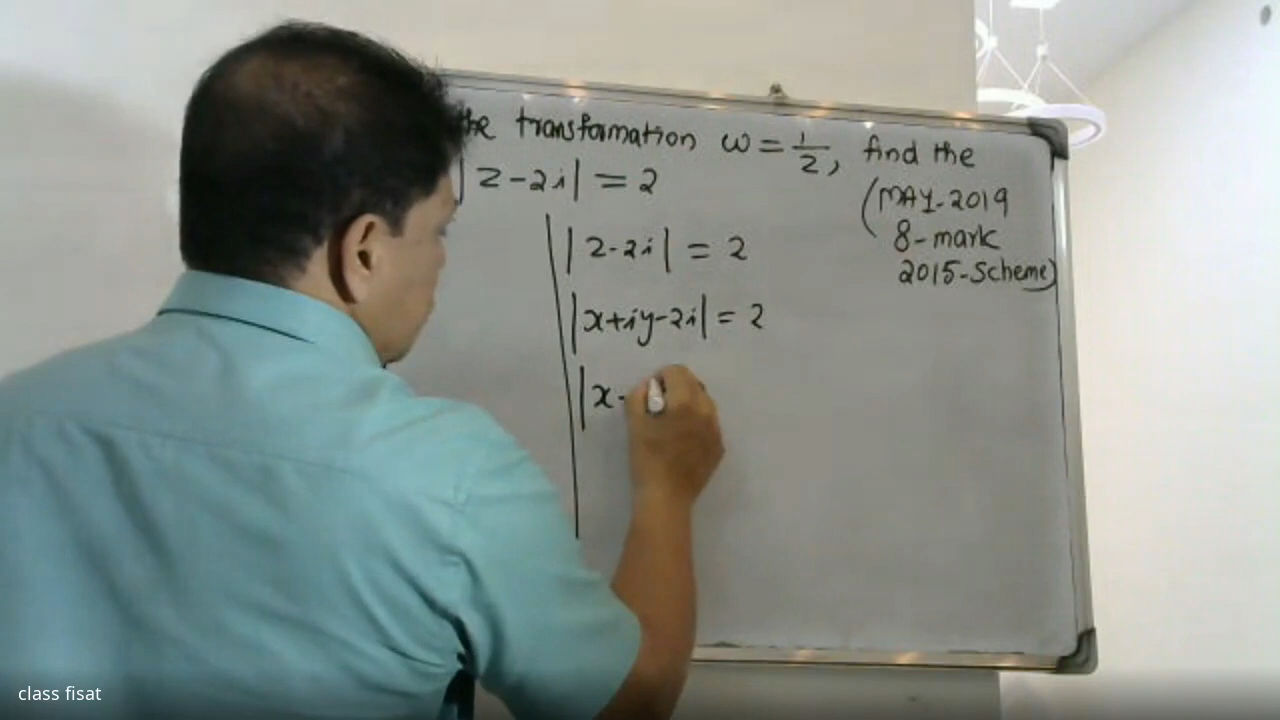 the transformation ω = 1/z, find the
|z-2i| = 2
(MAY-2019
8-mark
2015-Scheme)
|z-2i| = 2
|x+iy-2i| = 2
|x-
class fisat